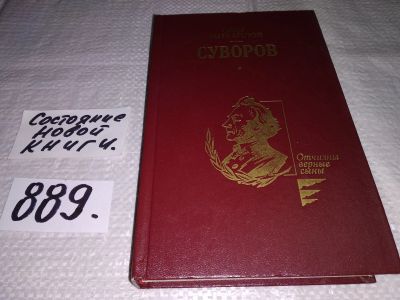 Состояние
новой
книги.
889.
СУВОРОВ
Отчизны
верные
сыны